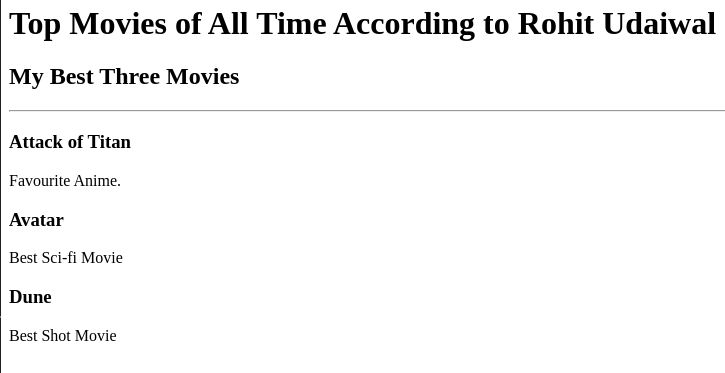 Top Movies of All Time According to Rohit Udaiwal
My Best Three Movies
Attack of Titan
Favourite Anime.
Avatar
Best Sci-fi Movie
Dune
Best Shot Movie